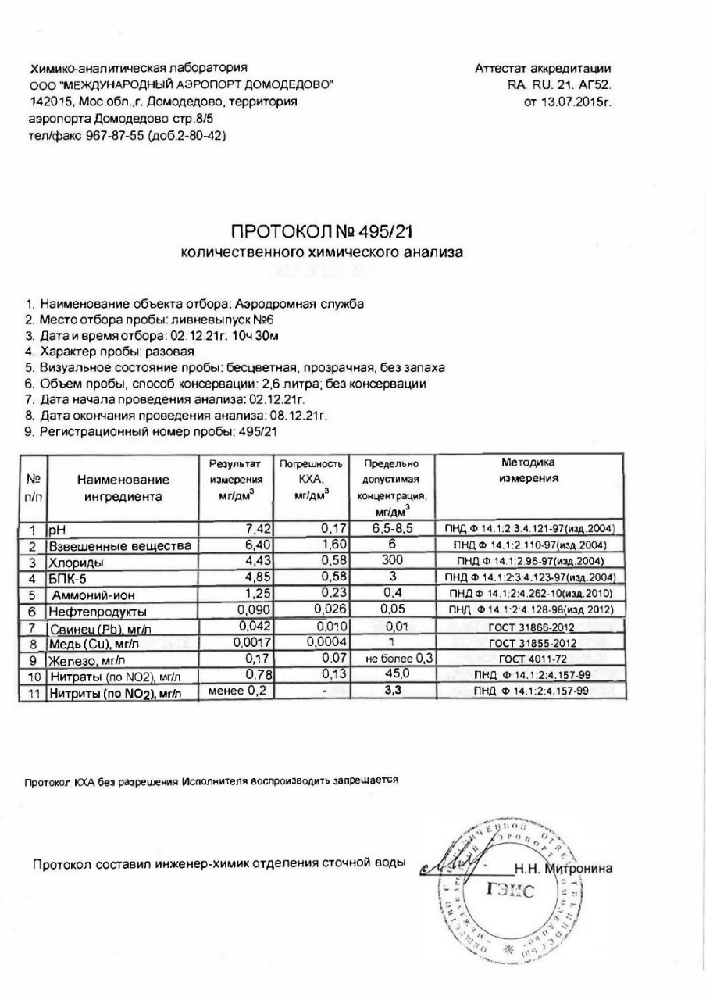 Химико-аналитическая лаборатория
ООО "МЕЖДУНАРОДНЫЙ АЭРОПОРТ ДОМОДЕДОВО"
142015, Мос.обл.,г. Домодедово, территория
аэропорта Домодедово стр.8/5
тел/факс 967-87-55 (доб.2-80-42)
Аттестат аккредитации
RA. RU. 21. АГ52.
от 13.07.2015г.
ПРОТОКОЛ № 495/21
количественного химического анализа
1. Наименование объекта отбора: Аэродромная служба
2. Место отбора пробы: ливневыпуск №6
3. Дата и время отбора: 02.12.21г. 10ч 30м
4. Характер пробы: разовая
5. Визуальное состояние пробы: бесцветная, прозрачная, без запаха
6. Объем пробы, способ консервации: 2,6 литра; без консервации
7. Дата начала проведения анализа: 02.12.21г.
8. Дата окончания проведения анализа: 08.12.21г.
9. Регистрационный номер пробы: 495/21
№ п/п Наименование ингредиента Результат измерения мг/дм³ Погрешность КХА, мг/дм³ Предельно допустимая концентрация, мг/дм³ Методика измерения
1 pH 7,42 0,17 6,5-8,5 ПНД Ф 14.1:2:3:4.121-97(изд.2004)
2 Взвешенные вещества 6,40 1,60 6 ПНД Ф 14.1:2.110-97(изд.2004)
3 Хлориды 4,43 0,58 300 ПНД Ф 14.1:2.96-97(изд.2004)
4 БПК-5 4,85 0,58 3 ПНД Ф 14.1:2:3:4.123-97(изд.2004)
5 Аммоний-ион 1,25 0,23 0,4 ПНД Ф 14.1:2:4.262-10(изд.2010)
6 Нефтепродукты 0,090 0,026 0,05 ПНД Ф 14.1:2:4.128-98(изд.2012)
7 Свинец (Pb), мг/л 0,042 0,010 0,01 ГОСТ 31866-2012
8 Медь (Cu), мг/л 0,0017 0,0004 1 ГОСТ 31855-2012
9 Железо, мг/л 0,17 0,07 не более 0,3 ГОСТ 4011-72
10 Нитраты (по NO2), мг/л 0,78 0,13 45,0 ПНД Ф 14.1:2:4.157-99
11 Нитриты (по NO2), мг/л менее 0,2 - 3,3 ПНД Ф 14.1:2:4.157-99
Протокол КХА без разрешения Исполнителя воспроизводить запрещается
Протокол составил инженер-химик отделения сточной воды
Н.Н. Митронина
ОБЩЕСТВО С ОГРАНИЧЕННОЙ ОТВЕТСТВЕННОСТЬЮ
"МЕЖДУНАРОДНЫЙ АЭРОПОРТ ДОМОДЕДОВО"
ГЭИС